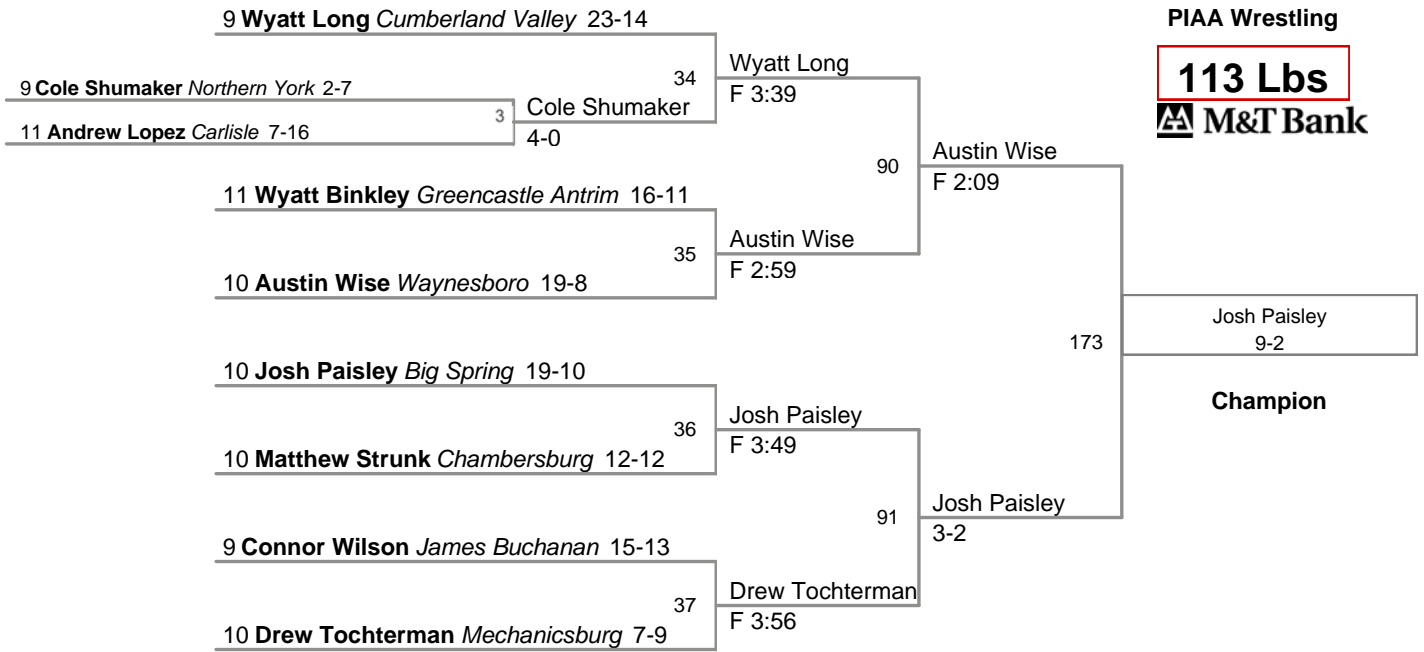 9 Wyatt Long Cumberland Valley 23-14
PIAA Wrestling
113 Lbs
M&T Bank
34
Wyatt Long
F 3:39
9 Cole Shumaker Northern York 2-7
3
Cole Shumaker
4-0
11 Andrew Lopez Carlisle 7-16
90
Austin Wise
F 2:09
11 Wyatt Binkley Greencastle Antrim 16-11
35
Austin Wise
F 2:59
10 Austin Wise Waynesboro 19-8
173
Josh Paisley
9-2
Champion
10 Josh Paisley Big Spring 19-10
36
Josh Paisley
F 3:49
10 Matthew Strunk Chambersburg 12-12
91
Josh Paisley
3-2
9 Connor Wilson James Buchanan 15-13
37
Drew Tochterman
F 3:56
10 Drew Tochterman Mechanicsburg 7-9